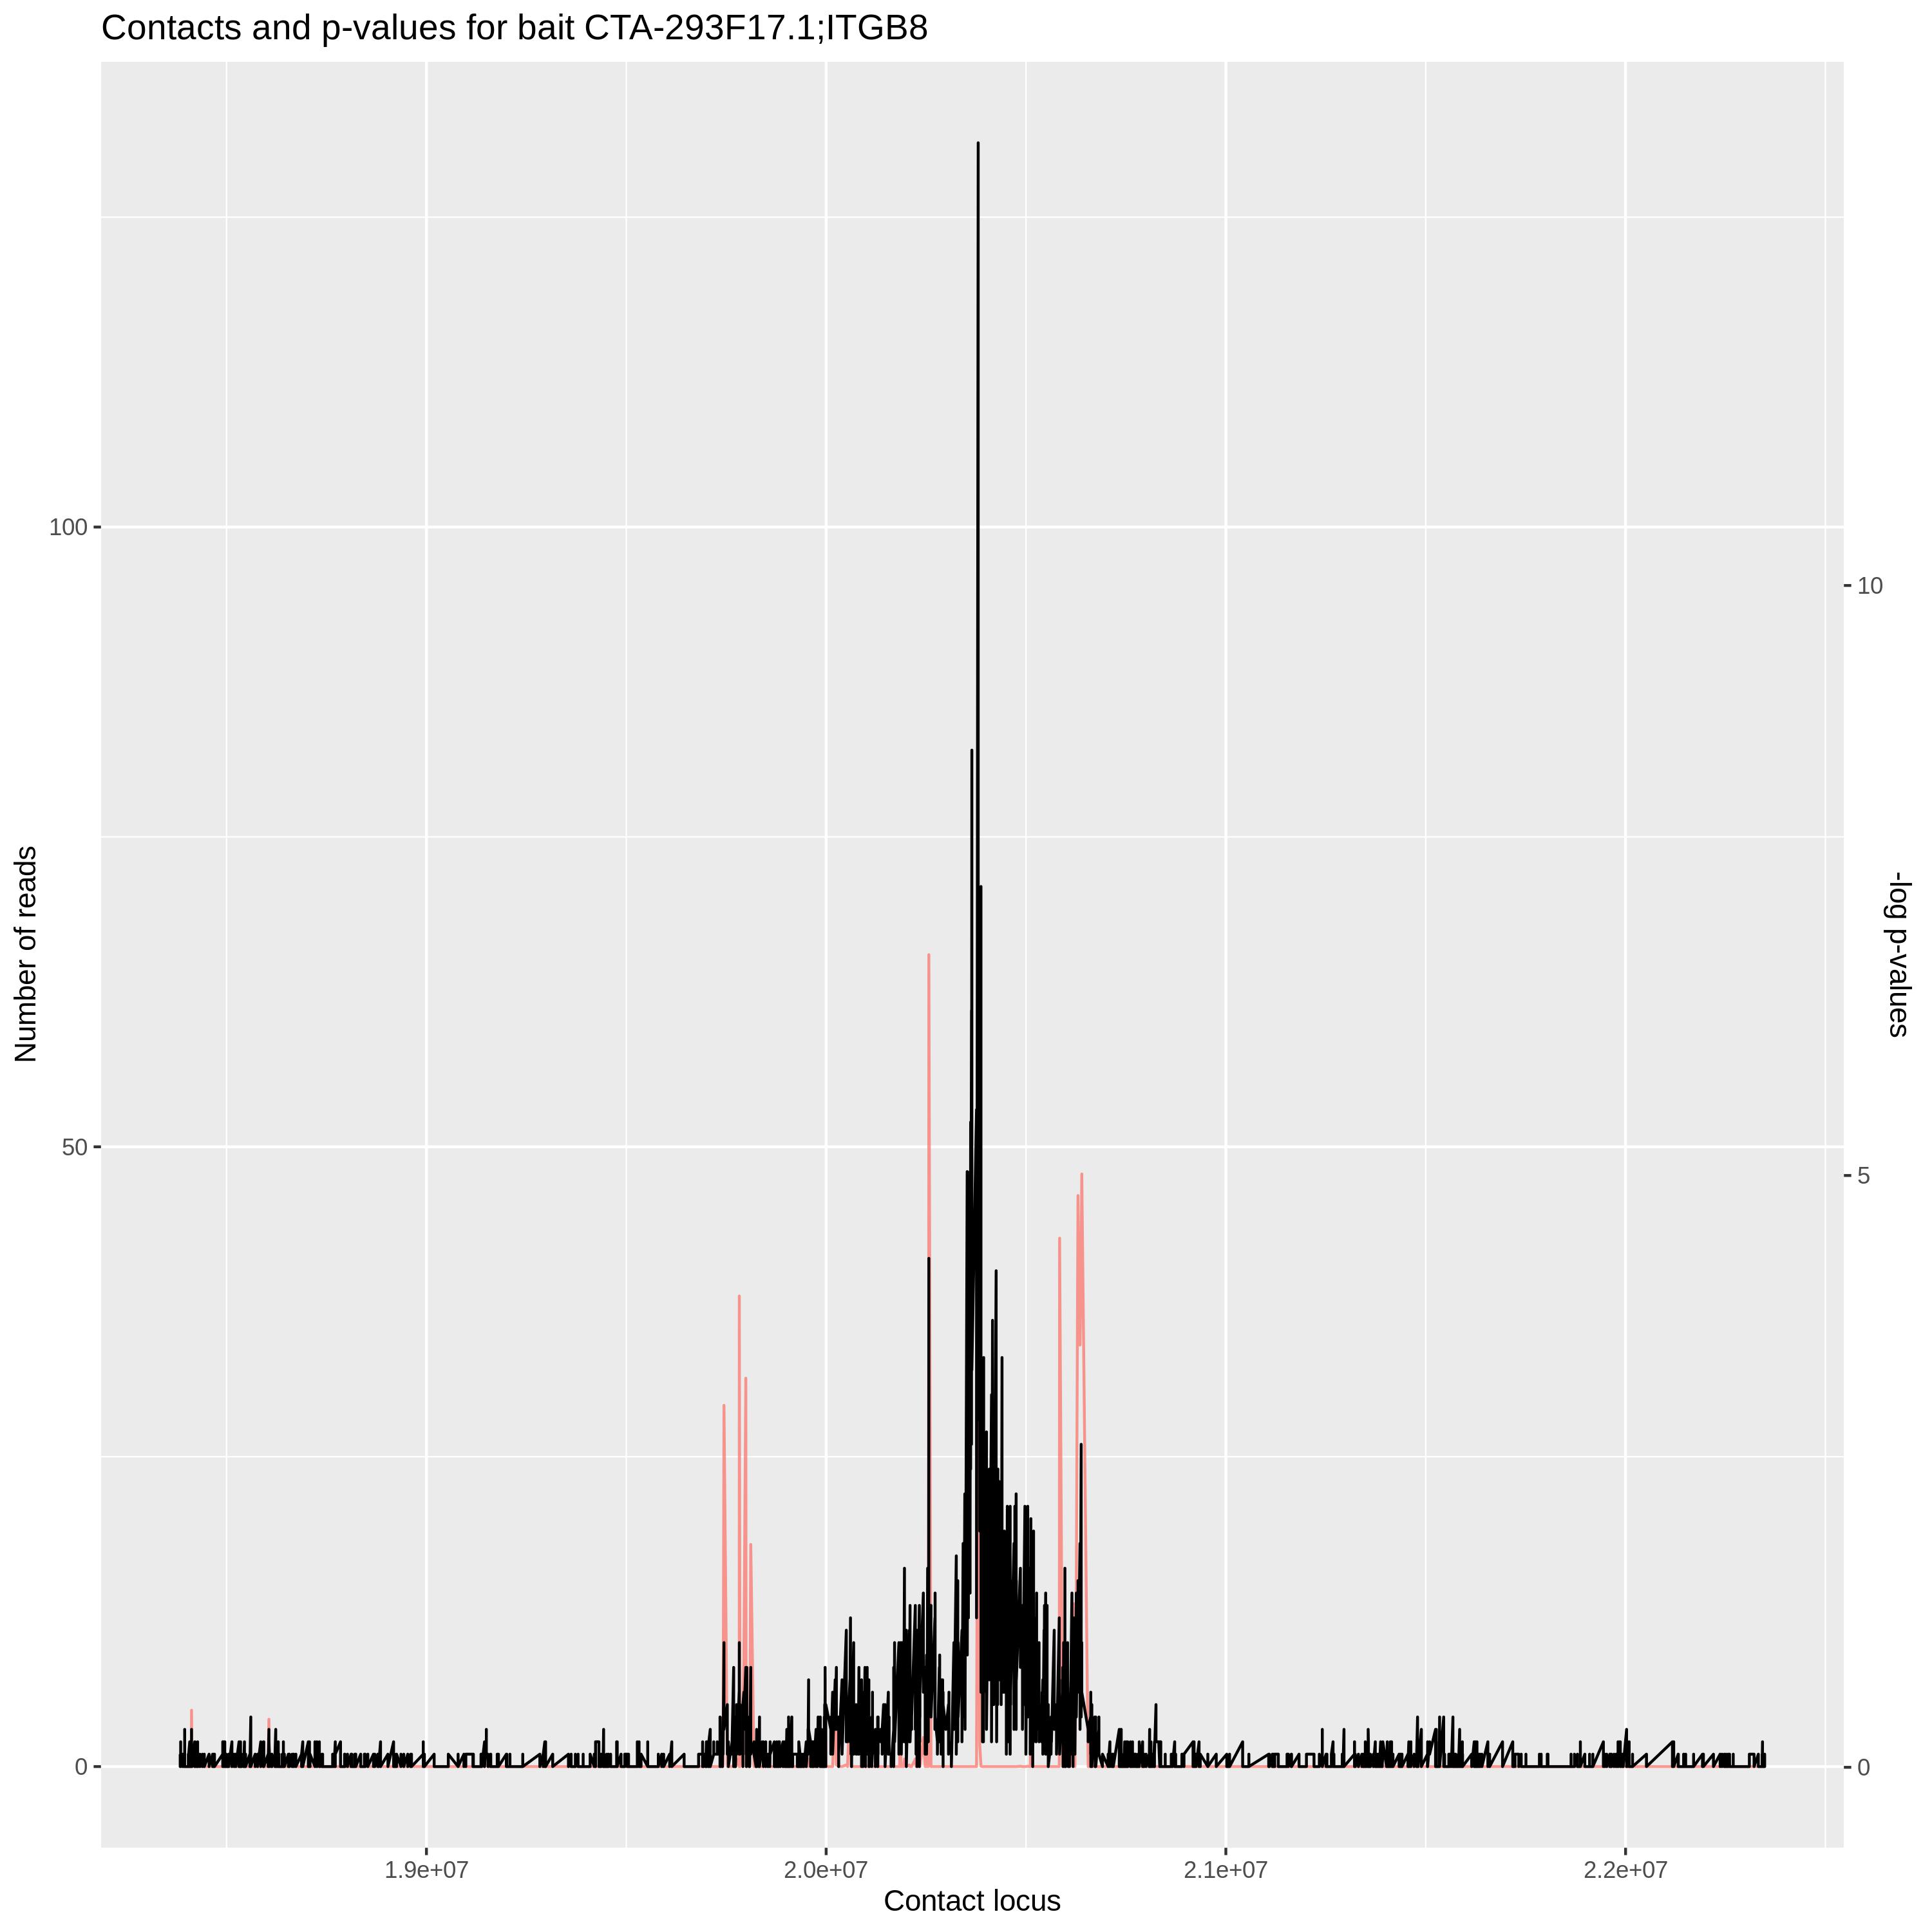 Contacts and p-values for bait CTA-293F17.1;ITGB8
100
50
0
Number of reads
10
5
0
-log p-values
1.9e+07
2.0e+07
2.1e+07
2.2e+07
Contact locus